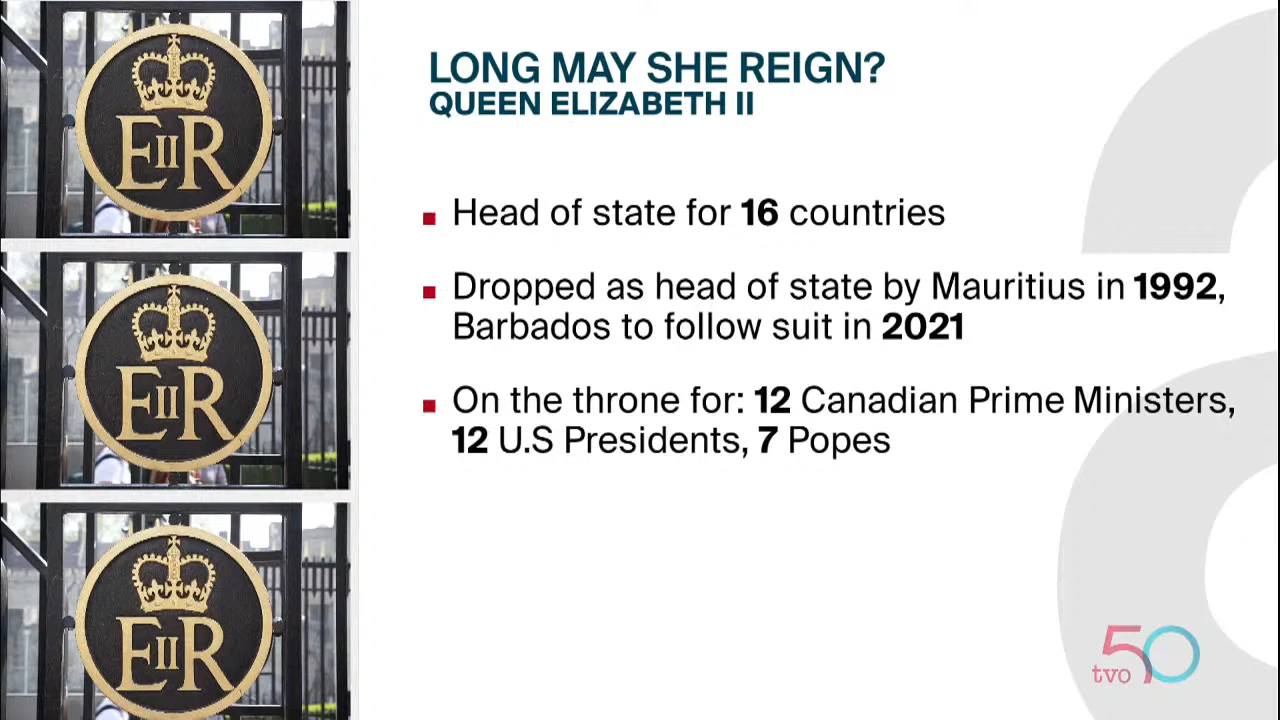 EIIR
EIIR
EIIR
LONG MAY SHE REIGN?
QUEEN ELIZABETH II
Head of state for 16 countries
Dropped as head of state by Mauritius in 1992,
Barbados to follow suit in 2021
On the throne for: 12 Canadian Prime Ministers,
12 U.S Presidents, 7 Popes
tvo 50